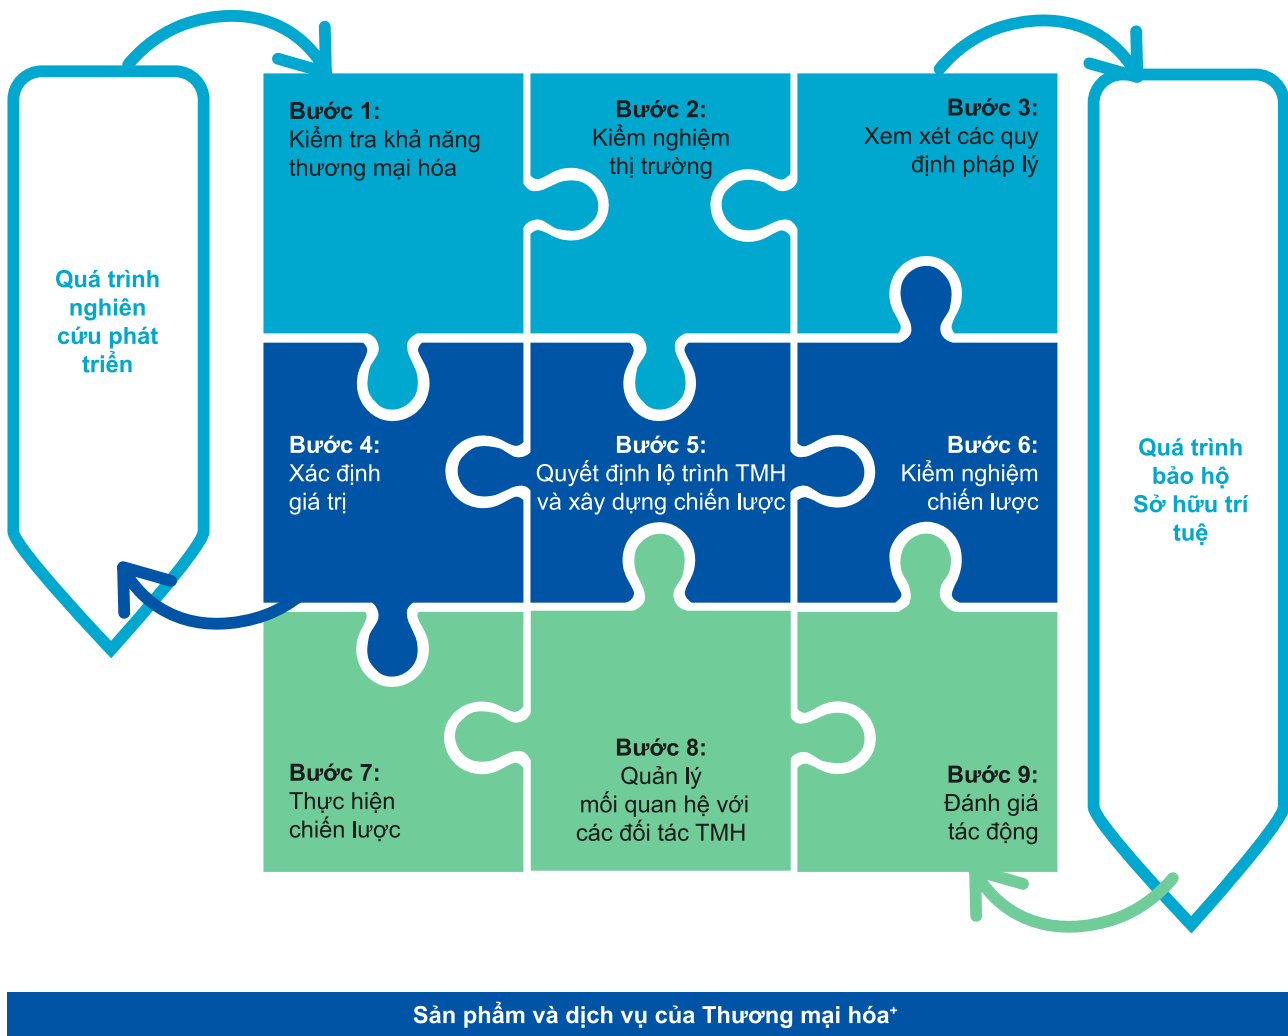 Bước 1:
Kiểm tra khả năng
thương mại hóa
Bước 2:
Kiểm nghiệm
thị trường
Bước 3:
Xem xét các quy
định pháp lý
Quá trình
nghiên
cứu phát
triển
Bước 4:
Xác định
giá trị
Bước 5:
Quyết định lộ trình TMH
và xây dựng chiến lược
Bước 6:
Kiểm nghiệm
chiến lược
Quá trình
bảo hộ
Sở hữu trí
tuệ
Bước 7:
Thực hiện
chiến lược
Bước 8:
Quản lý
mối quan hệ với
các đối tác TMH
Bước 9:
Đánh giá
tác động
Sản phẩm và dịch vụ của Thương mại hóa⁺